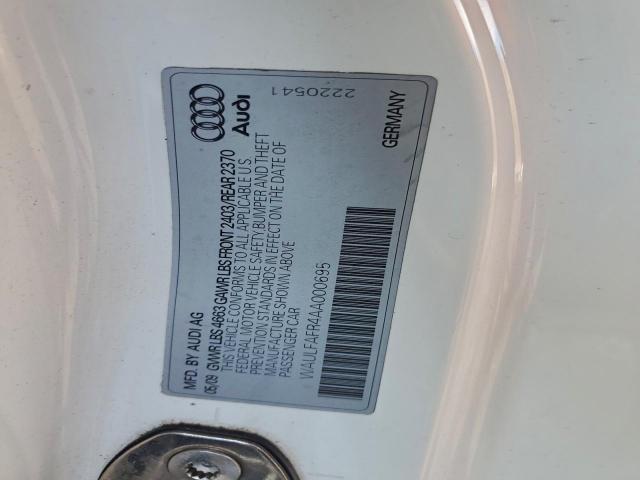 Audi
2220541
MFD. BY AUDI AG
06/09 GVWR LBS 4663 GAWR LBS FRONT 2403/REAR 2370
THIS VEHICLE CONFORMS TO ALL APPLICABLE U.S.
FEDERAL MOTOR VEHICLE SAFETY, BUMPER AND THEFT
PREVENTION STANDARDS IN EFFECT ON THE DATE OF
MANUFACTURE SHOWN ABOVE
PASSENGER CAR
WAULFAFR4AA000695
GERMANY